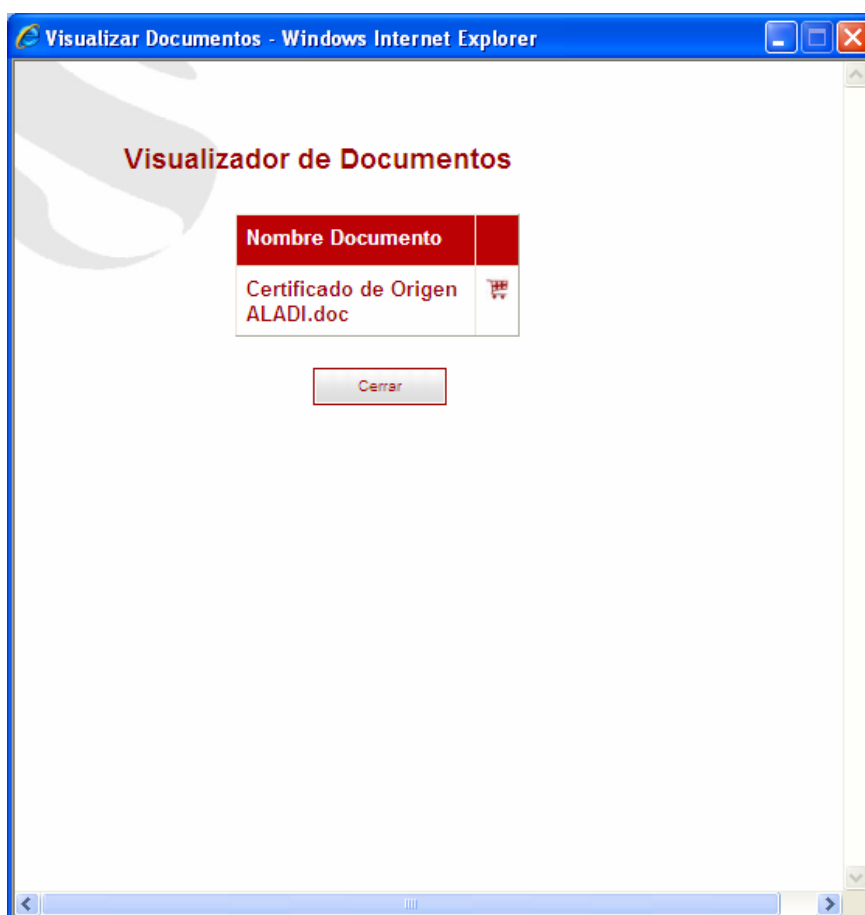 Visualizar Documentos - Windows Internet Explorer
Visualizador de Documentos
Nombre Documento
Certificado de Origen
ALADI.doc
Cerrar